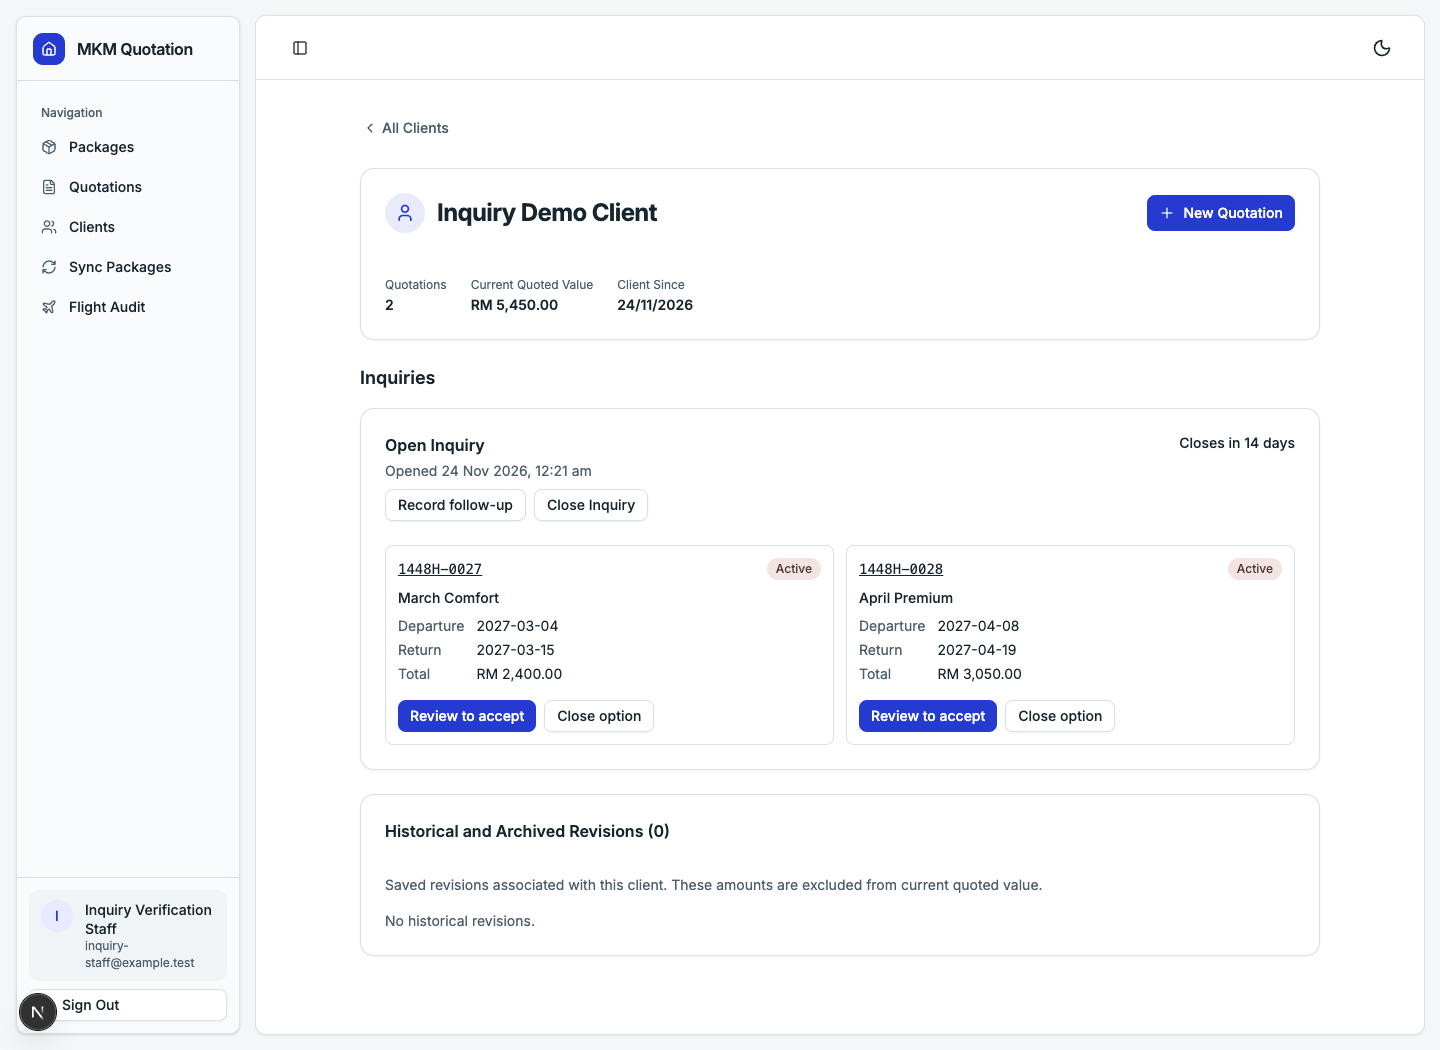 MKM Quotation
Navigation
Packages
Quotations
Clients
Sync Packages
Flight Audit
Inquiry Verification
Staff
inquiry-
staff@example.test
I
Sign Out
N
All Clients
Inquiry Demo Client
New Quotation
Quotations
2
Current Quoted Value
RM 5,450.00
Client Since
24/11/2026
Inquiries
Open Inquiry
Closes in 14 days
Opened 24 Nov 2026, 12:21 am
Record follow-up
Close Inquiry
1448H-0027
Active
March Comfort
Departure 2027-03-04
Return 2027-03-15
Total RM 2,400.00
Review to accept
Close option
1448H-0028
Active
April Premium
Departure 2027-04-08
Return 2027-04-19
Total RM 3,050.00
Review to accept
Close option
Historical and Archived Revisions (0)
Saved revisions associated with this client. These amounts are excluded from current quoted value.
No historical revisions.